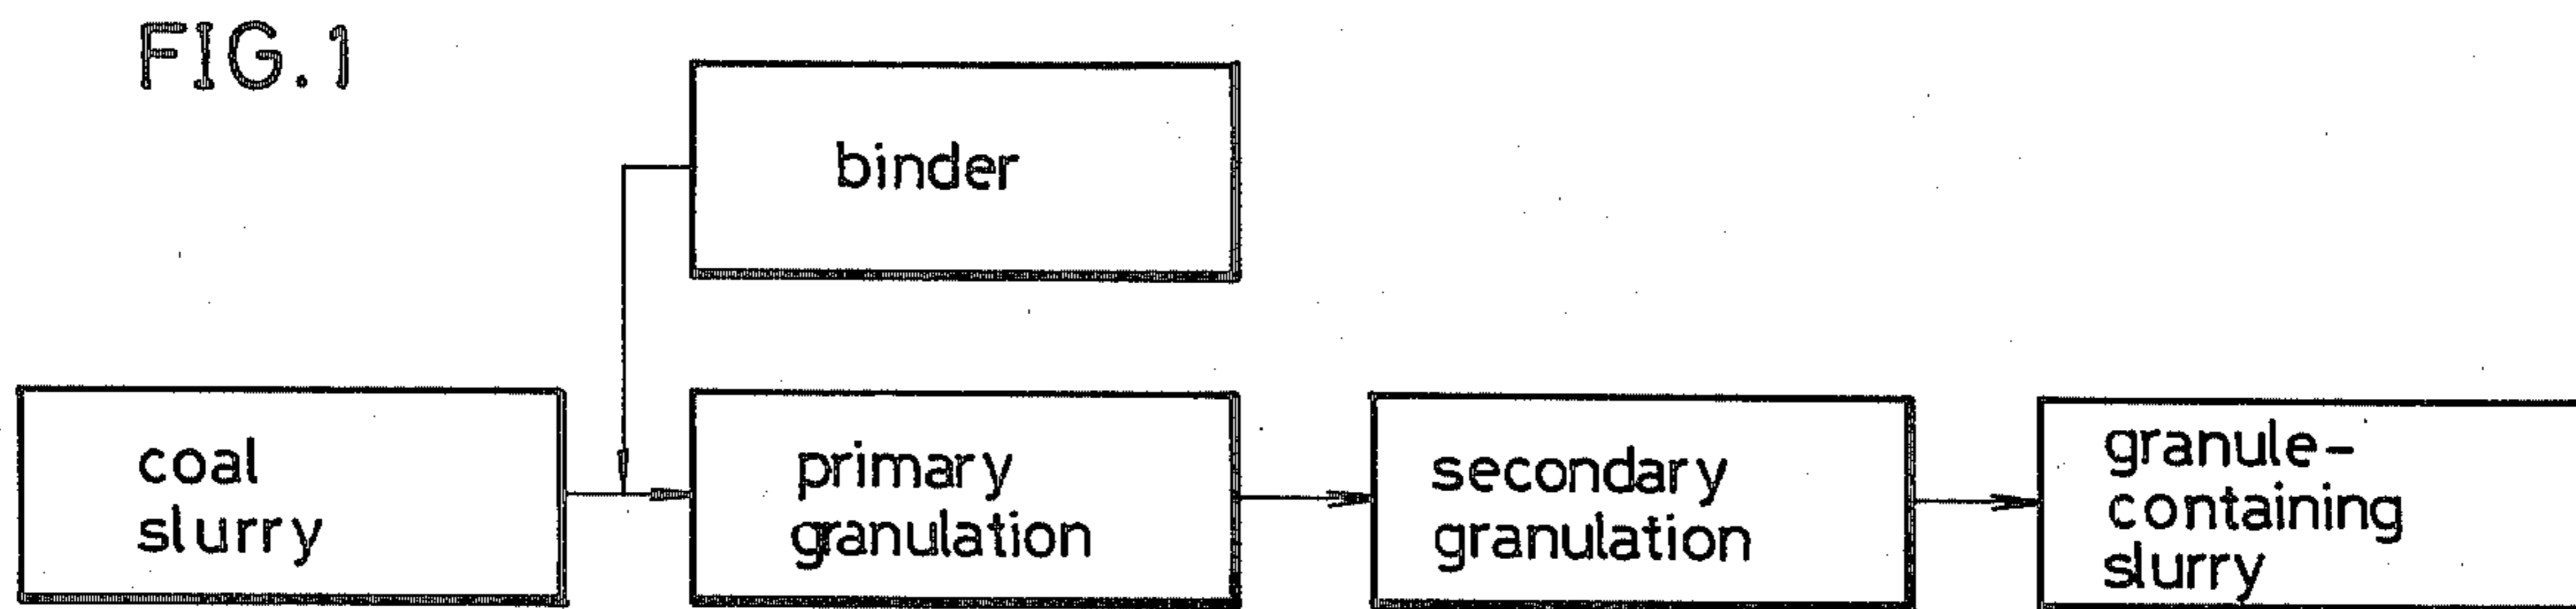 FIG.1
binder
coal
slurry
primary
granulation
secondary
granulation
granule-
containing
slurry